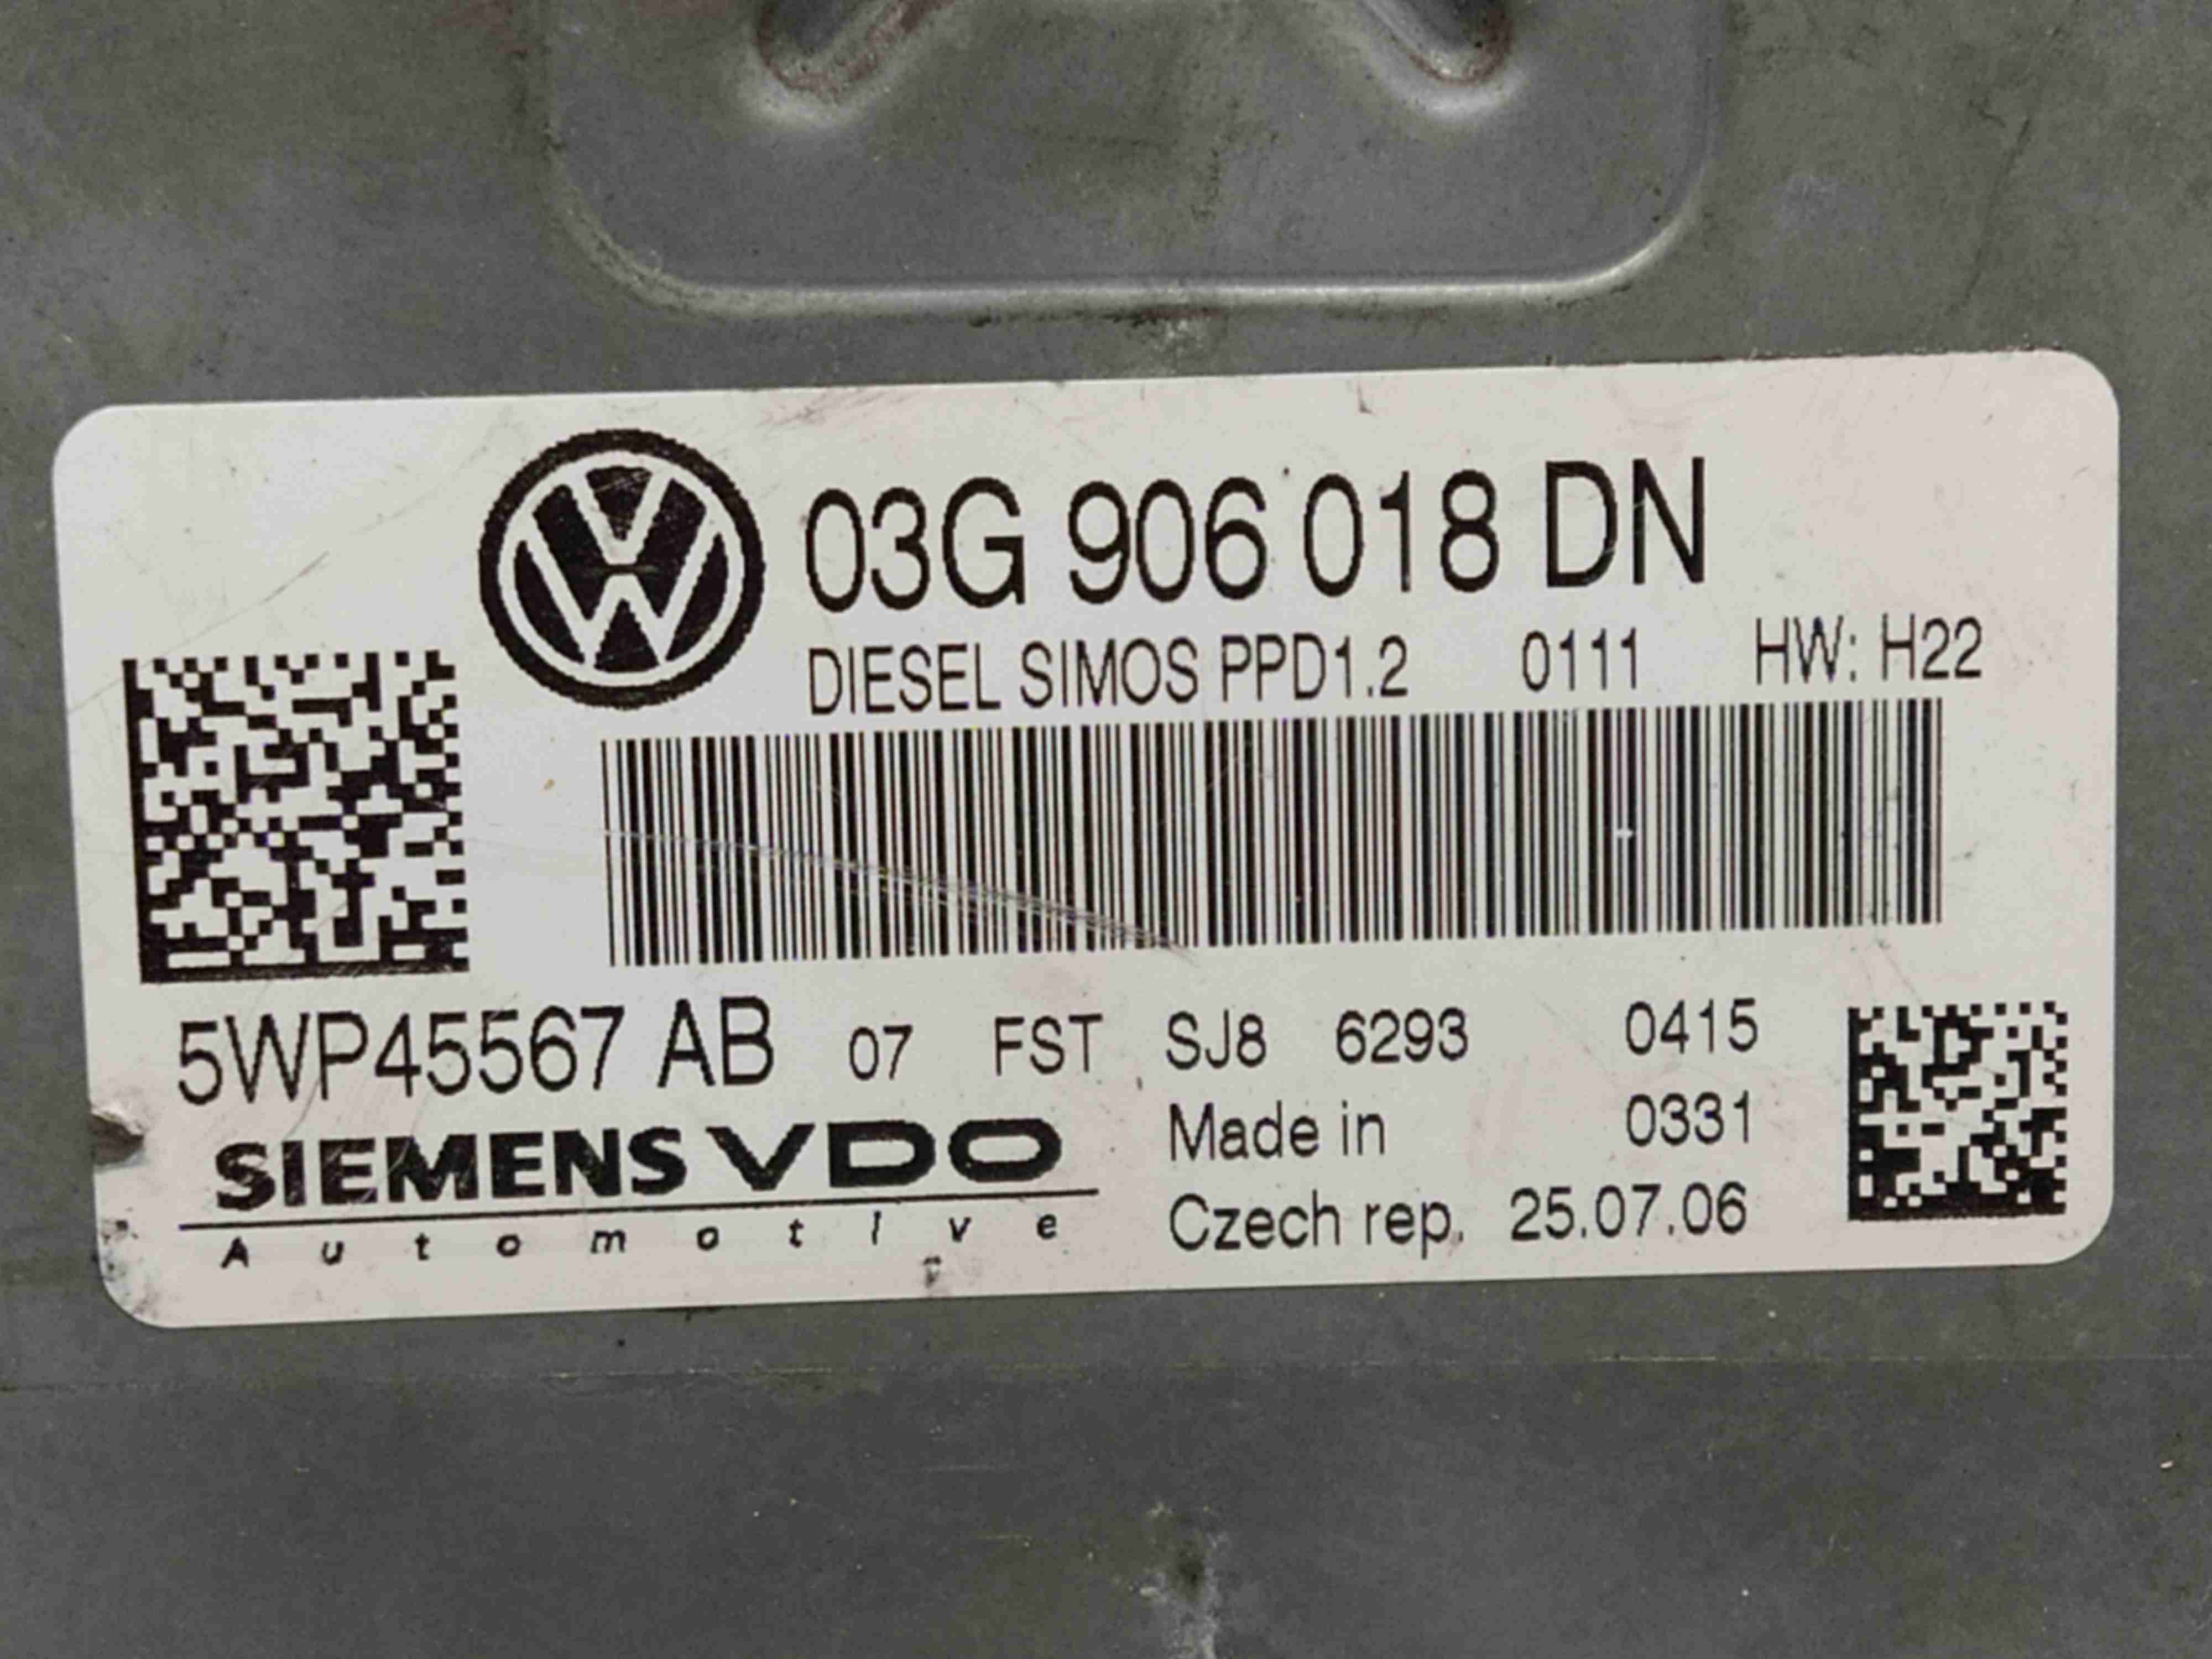 03G 906 018 DN
DIESEL SIMOS PPD1.2 0111 HW: H22
5WP45567 AB 07 FST SJ8 6293 0415
SIEMENS VDO Made in 0331
Automotive Czech rep. 25.07.06